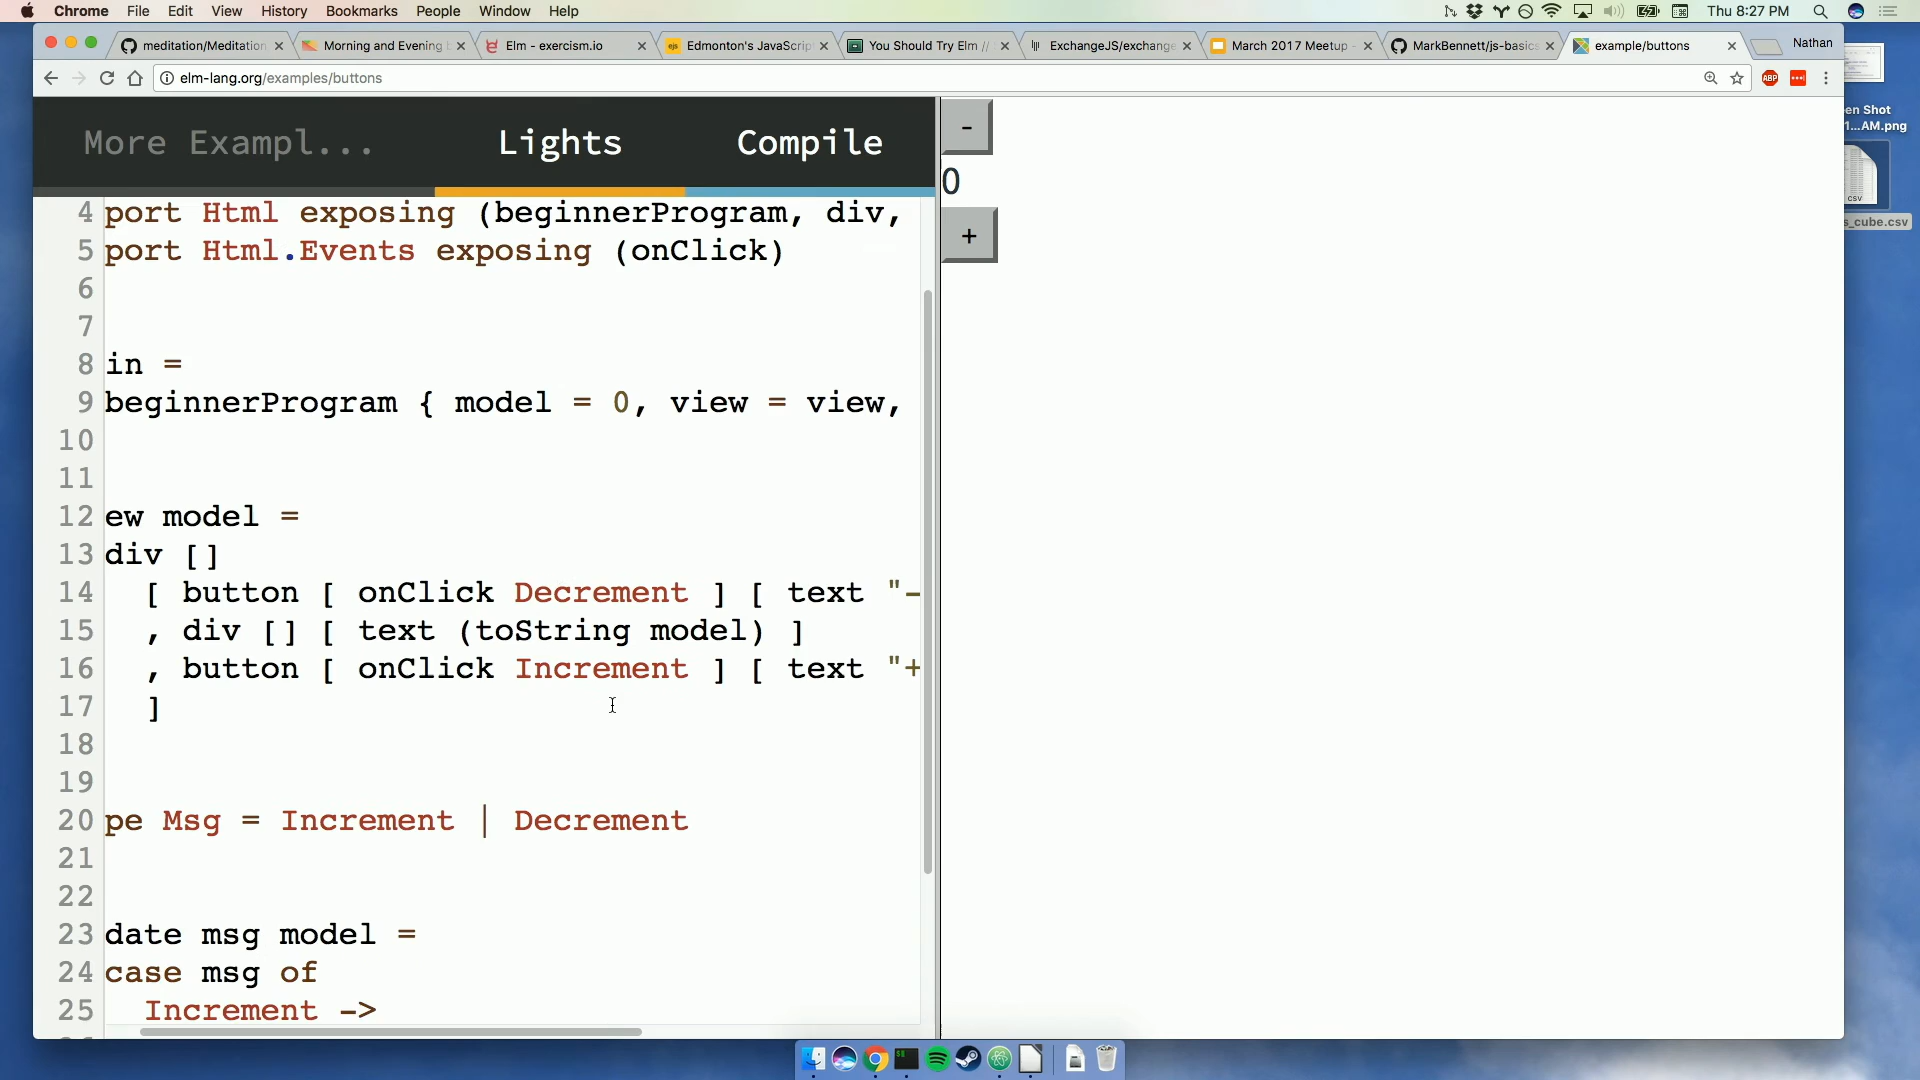 Chrome File Edit View History Bookmarks People Window Help Thu 8:27 PM
meditation/Meditation Morning and Evening Elm - exercism.io ejs Edmonton's JavaScrip You Should Try Elm // ExchangeJS/exchange March 2017 Meetup - MarkBennett/js-basics example/buttons Nathan
elm-lang.org/examples/buttons ABP
en Shot
1...AM.png
csv
s_cube.csv
More Exampl... Lights Compile
4 port Html exposing (beginnerProgram, div,
5 port Html.Events exposing (onClick)
6
7
8 in =
9 beginnerProgram { model = 0, view = view,
10
11
12 ew model =
13 div []
14 [ button [ onClick Decrement ] [ text "-
15 , div [] [ text (toString model) ]
16 , button [ onClick Increment ] [ text "+
17 ]
18
19
20 pe Msg = Increment | Decrement
21
22
23 date msg model =
24 case msg of
25 Increment ->
-
0
+